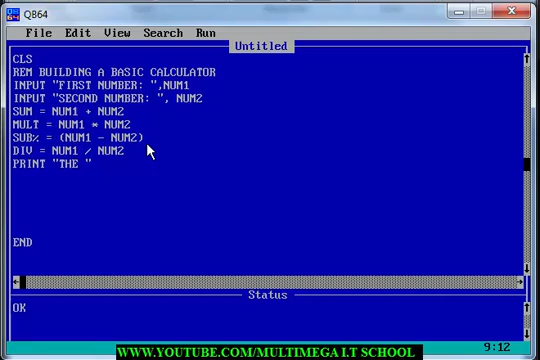 QB64
File Edit View Search Run
Untitled
CLS
REM BUILDING A BASIC CALCULATOR
INPUT "FIRST NUMBER: ",NUM1
INPUT "SECOND NUMBER: ", NUM2
SUM = NUM1 + NUM2
MULT = NUM1 * NUM2
SUB% = (NUM1 - NUM2)
DIV = NUM1 / NUM2
PRINT "THE "
END
Status
OK
9:12
WWW.YOUTUBE.COM/MULTIMEGA I.T SCHOOL